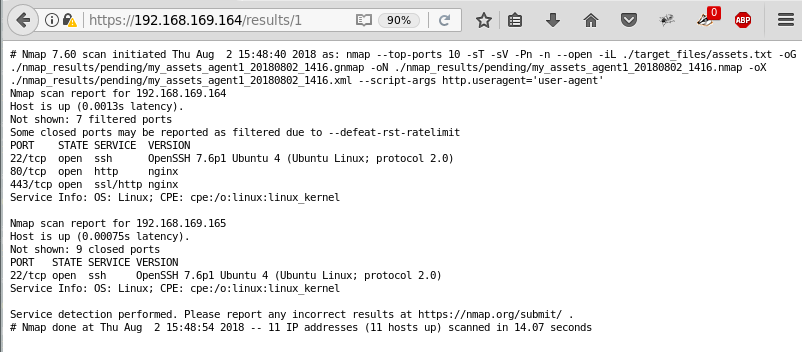 https://192.168.169.164/results/1
90%
0
ABP
# Nmap 7.60 scan initiated Thu Aug  2 15:48:40 2018 as: nmap --top-ports 10 -sT -sV -Pn -n --open -iL ./target_files/assets.txt -oG
./nmap_results/pending/my_assets_agent1_20180802_1416.gnmap -oN ./nmap_results/pending/my_assets_agent1_20180802_1416.nmap -oX
./nmap_results/pending/my_assets_agent1_20180802_1416.xml --script-args http.useragent='user-agent'
Nmap scan report for 192.168.169.164
Host is up (0.0013s latency).
Not shown: 7 filtered ports
Some closed ports may be reported as filtered due to --defeat-rst-ratelimit
PORT    STATE SERVICE  VERSION
22/tcp  open  ssh      OpenSSH 7.6p1 Ubuntu 4 (Ubuntu Linux; protocol 2.0)
80/tcp  open  http     nginx
443/tcp open  ssl/http nginx
Service Info: OS: Linux; CPE: cpe:/o:linux:linux_kernel
Nmap scan report for 192.168.169.165
Host is up (0.00075s latency).
Not shown: 9 closed ports
PORT   STATE SERVICE VERSION
22/tcp open  ssh     OpenSSH 7.6p1 Ubuntu 4 (Ubuntu Linux; protocol 2.0)
Service Info: OS: Linux; CPE: cpe:/o:linux:linux_kernel
Service detection performed. Please report any incorrect results at https://nmap.org/submit/ .
# Nmap done at Thu Aug  2 15:48:54 2018 -- 11 IP addresses (11 hosts up) scanned in 14.07 seconds